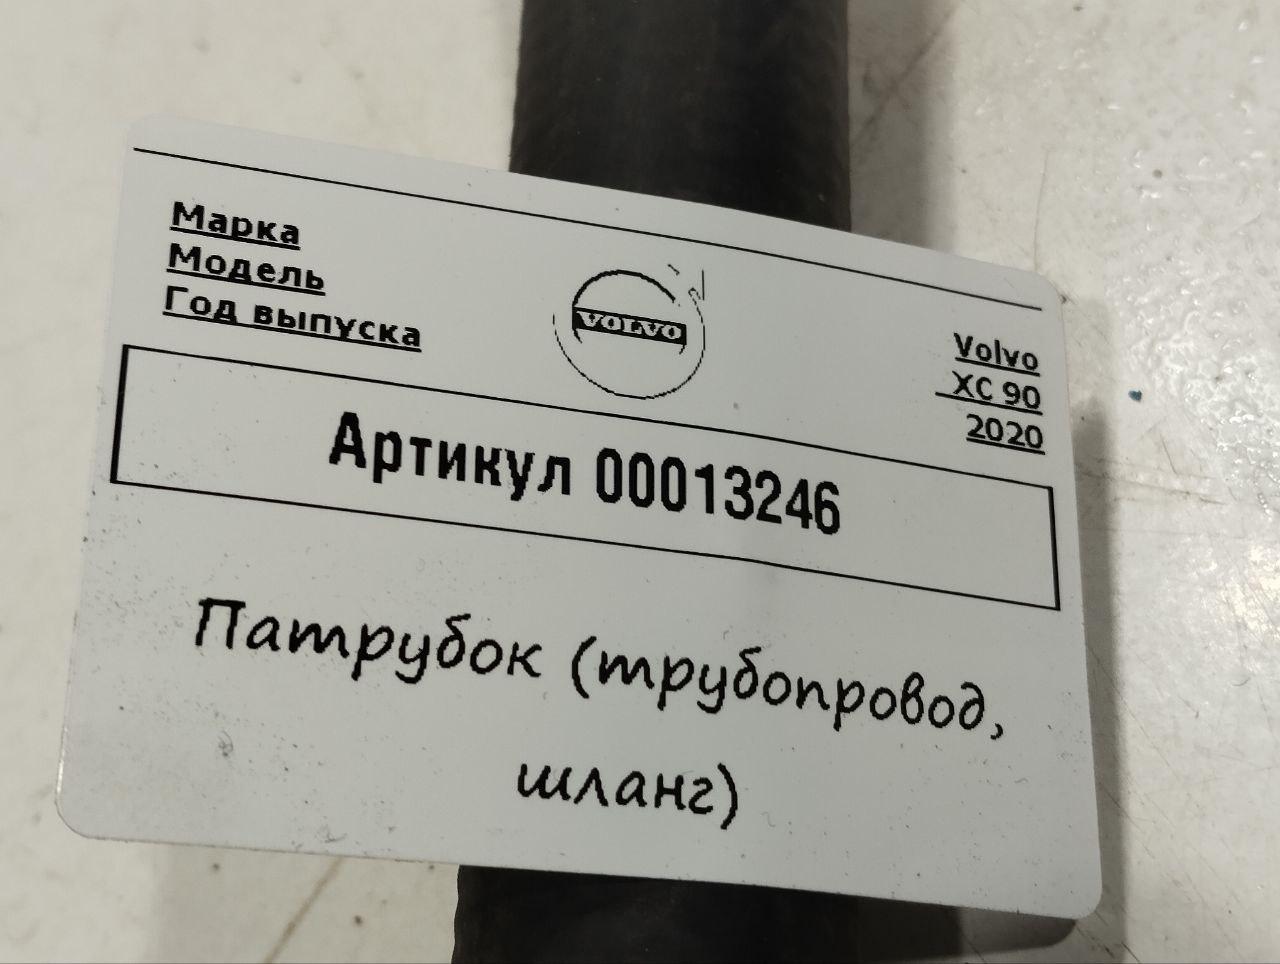 Марка
Модель
Год выпуска
VOLVO
Volvo
XC 90
2020
Артикул 00013246
Патрубок (трубопровод,
шланг)